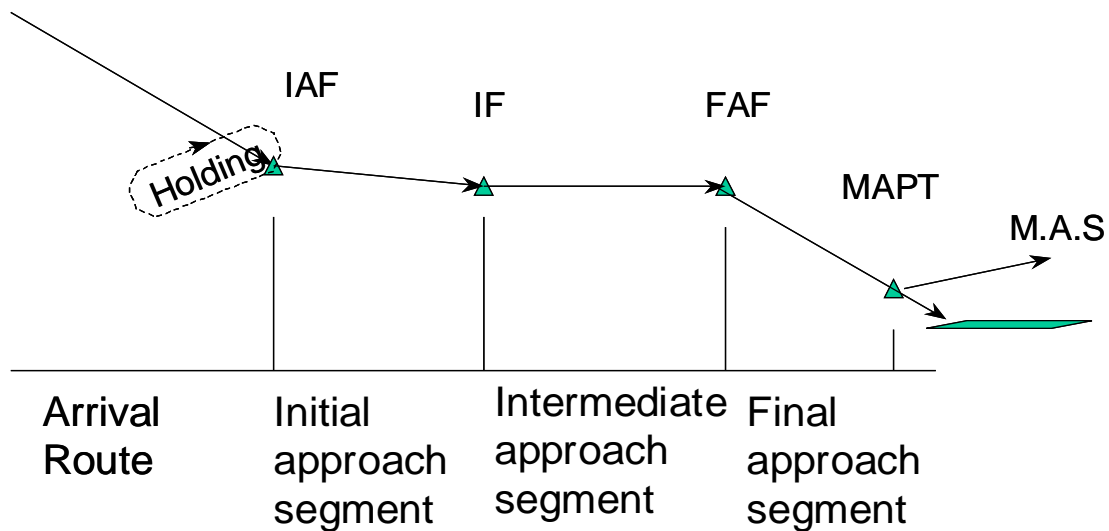 IAF
IF
FAF
Holding
MAPT
M.A.S
Arrival
Route
Initial
approach
segment
Intermediate
approach
segment
Final
approach
segment